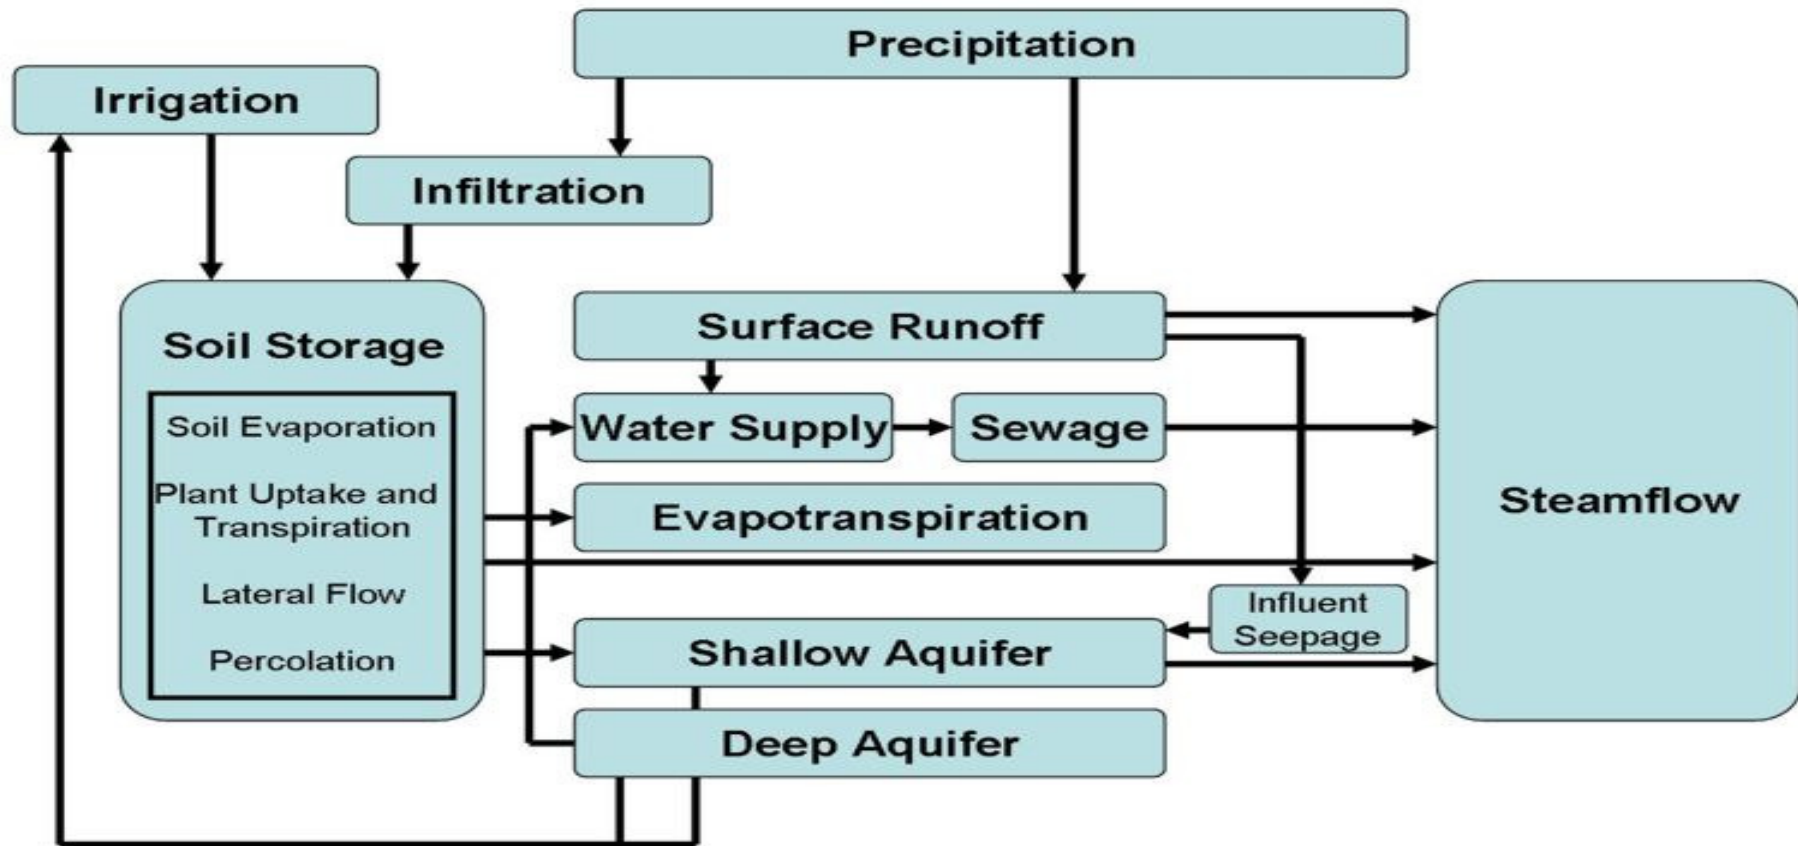 Precipitation
Irrigation
Infiltration
Soil Storage
Soil Evaporation
Plant Uptake and
Transpiration
Lateral Flow
Percolation
Surface Runoff
Water Supply
Sewage
Evapotranspiration
Steamflow
Influent
Seepage
Shallow Aquifer
Deep Aquifer